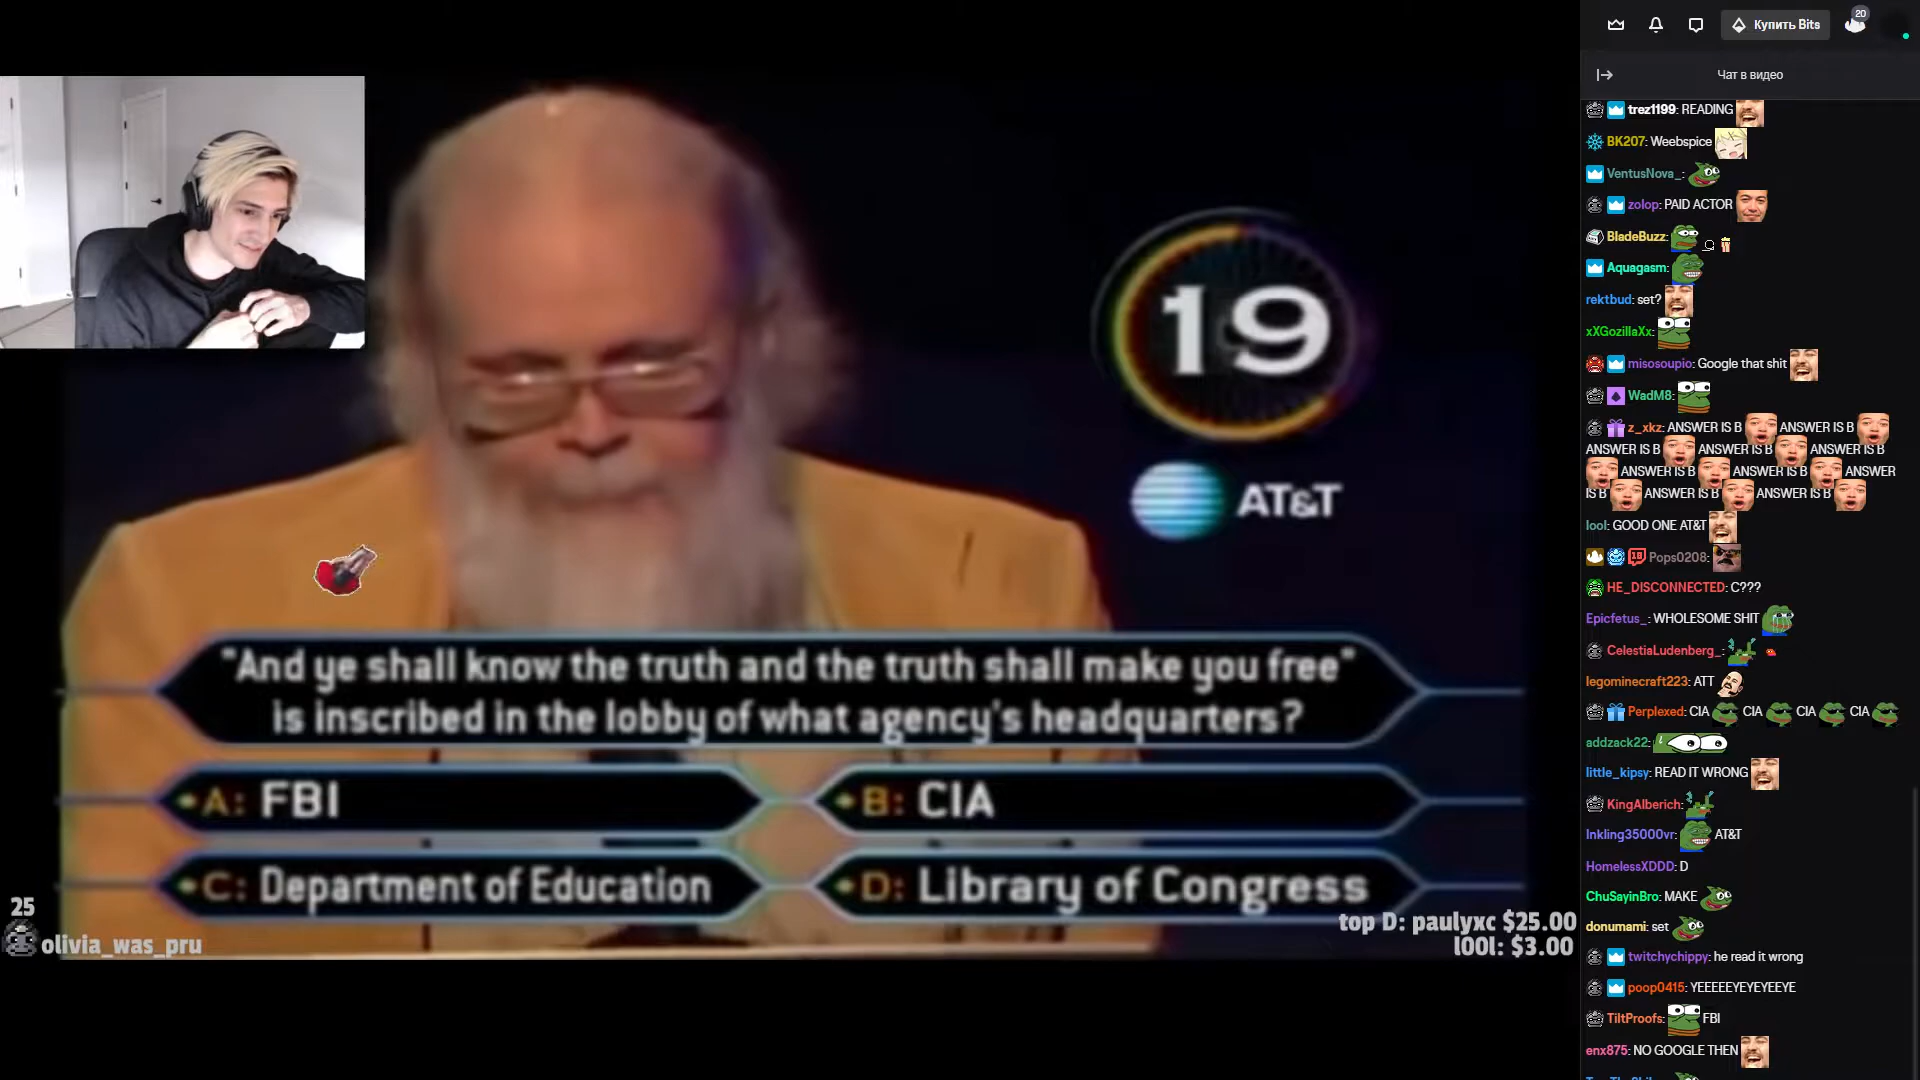 20
Купить Bits
Чат в видео
19
AT&T
"And ye shall know the truth and the truth shall make you free"
is inscribed in the lobby of what agency's headquarters?
A: FBI
B: CIA
C: Department of Education
D: Library of Congress
25
olivia_was_pru
top D: paulyxc $25.00
l00l: $3.00
trez1199: READING
BK207: Weebspice
VentusNova_:
zolop: PAID ACTOR
BladeBuzz:
Aquagasm:
rektbud: set?
xXGozillaXx:
misosoupio: Google that shit
WadM8:
z_xkz: ANSWER IS B ANSWER IS B
ANSWER IS B ANSWER IS B ANSWER IS B
ANSWER IS B ANSWER IS B ANSWER
IS B ANSWER IS B ANSWER IS B
lool: GOOD ONE AT&T
Pops0208:
HE_DISCONNECTED: C???
Epicfetus_: WHOLESOME SHIT
CelestiaLudenberg_:
legominecraft223: ATT
Perplexed: CIA CIA CIA CIA
addzack22:
little_kipsy: READ IT WRONG
KingAlberich:
Inkling35000vr: AT&T
HomelessXDDD: D
ChuSayinBro: MAKE
donumami: set
twitchychippy: he read it wrong
poop0415: YEEEEEYEYEYEEYE
TiltProofs: FBI
enx875: NO GOOGLE THEN